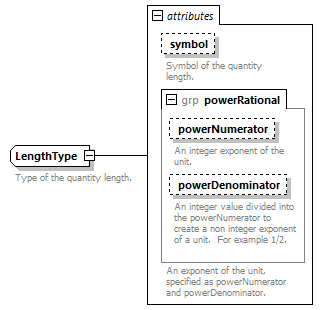 attributes
symbol
Symbol of the quantity
length.
grp powerRational
powerNumerator
An integer exponent of the
unit.
LengthType
Type of the quantity length.
powerDenominator
An integer value divided into
the powerNumerator to
create a non integer exponent
of a unit. For example 1/2.
An exponent of the unit,
specified as powerNumerator
and powerDenominator.